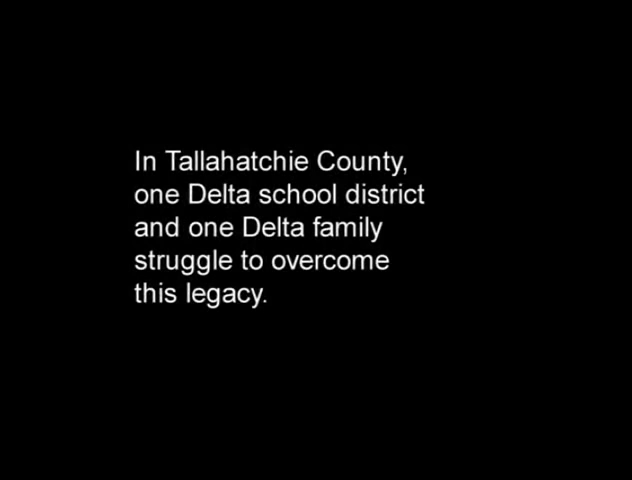 In Tallahatchie County,
one Delta school district
and one Delta family
struggle to overcome
this legacy.